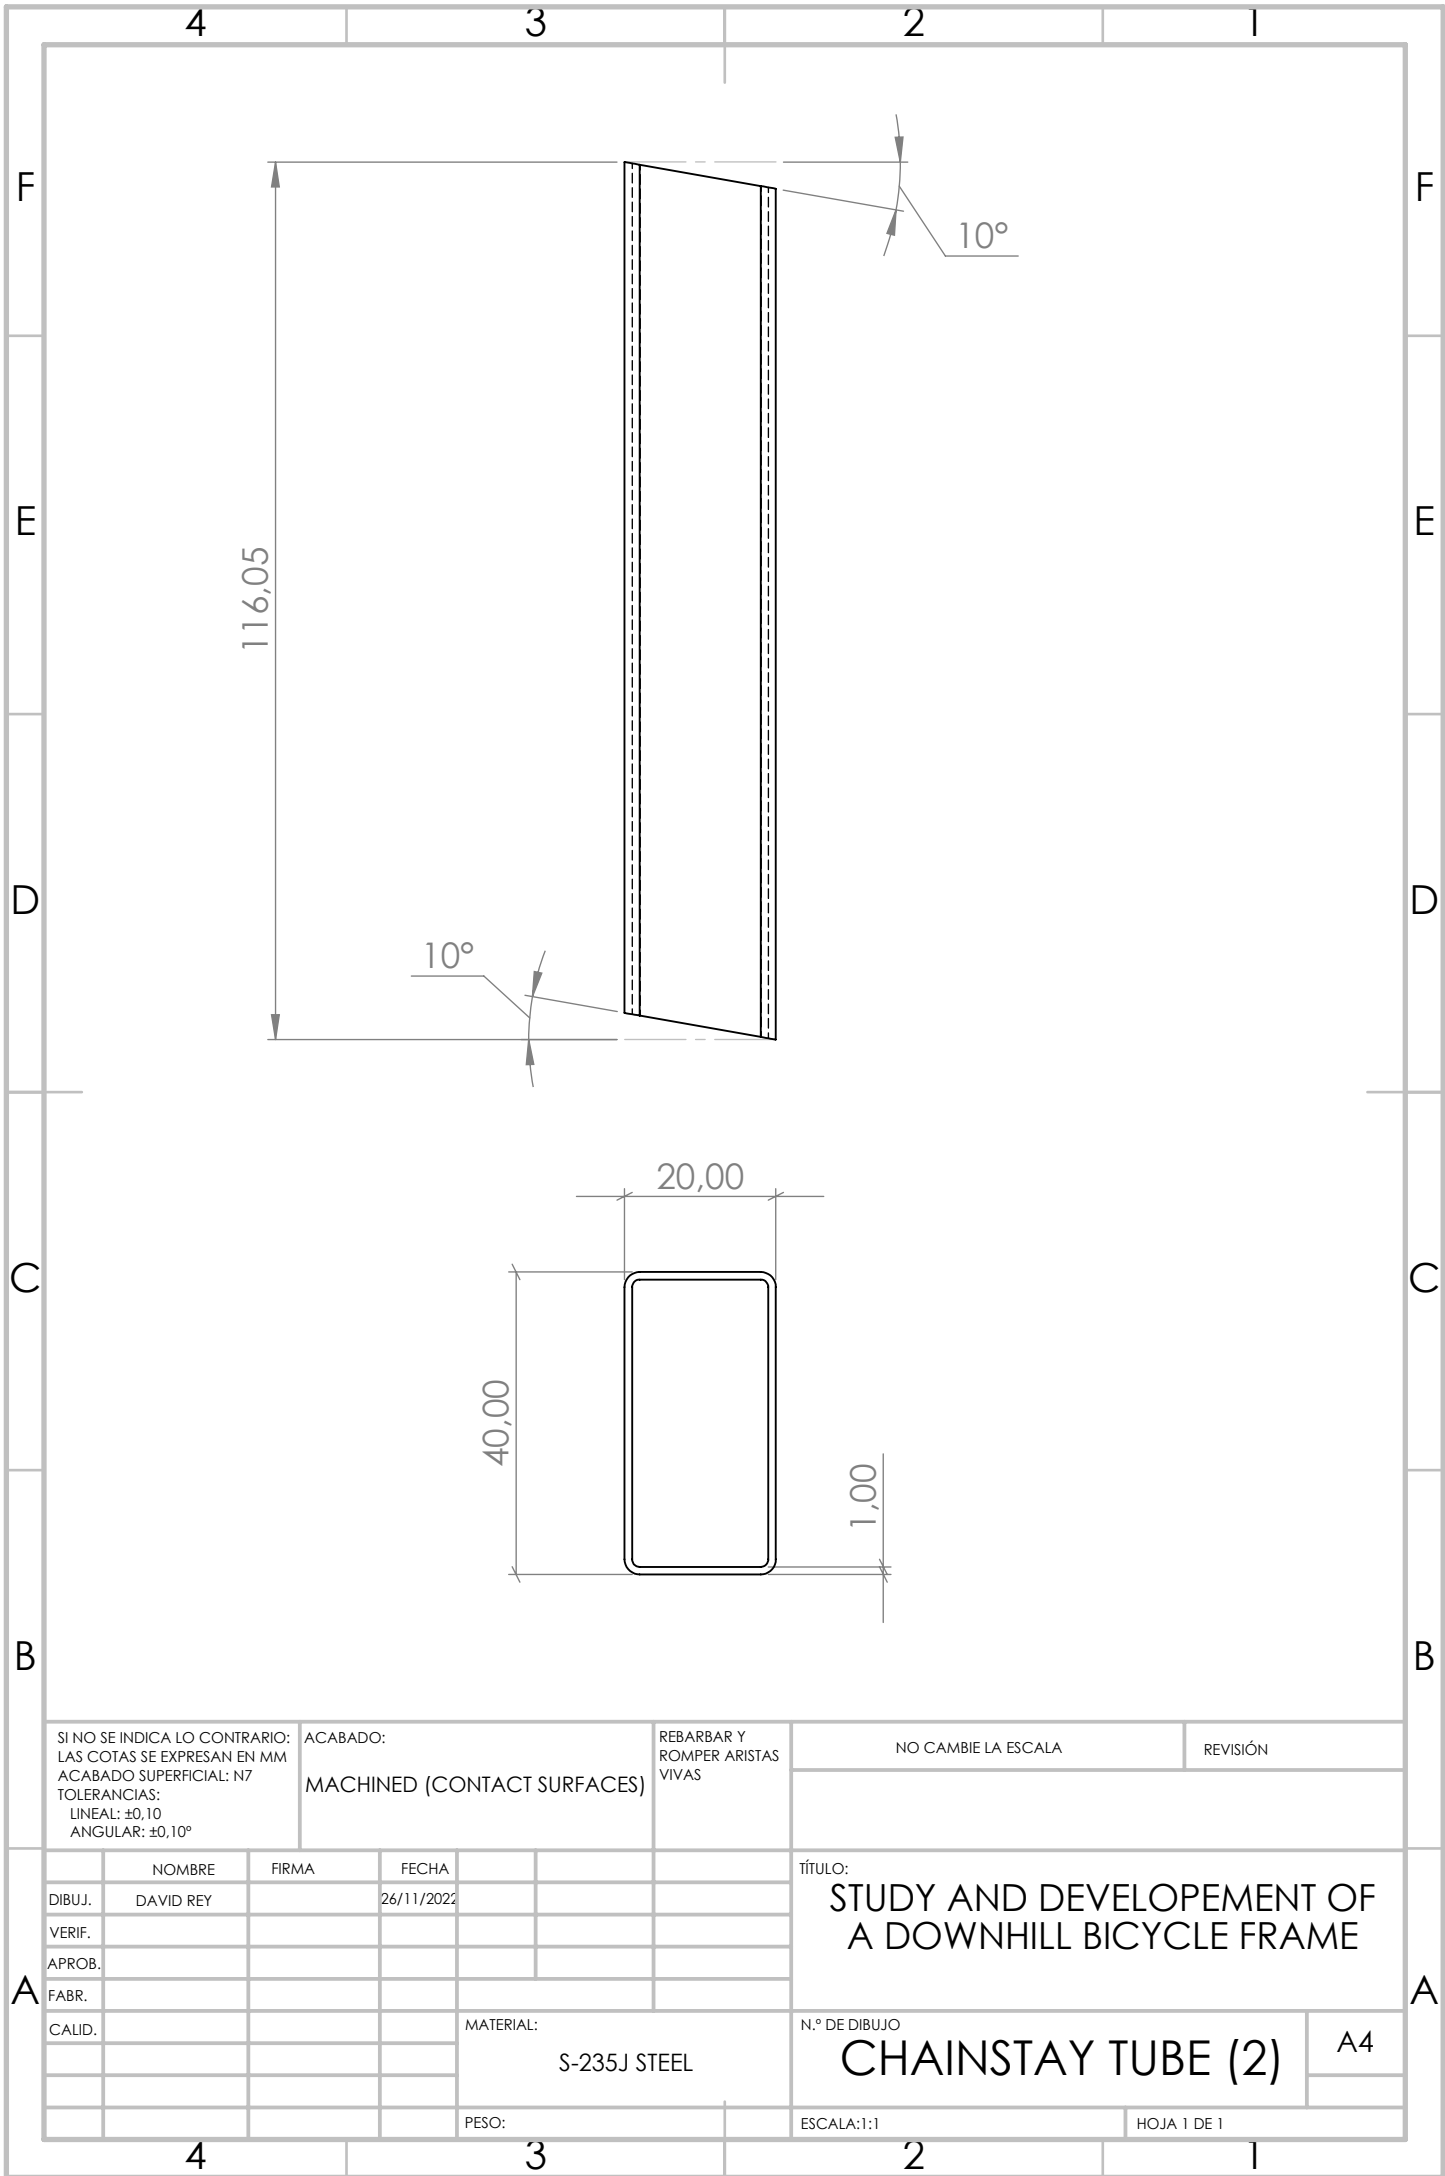 4 3 2 1
F F
10°
E E
116,05
D D
10°
20,00
C C
40,00
1,00
B B
SI NO SE INDICA LO CONTRARIO:
LAS COTAS SE EXPRESAN EN MM
ACABADO SUPERFICIAL: N7
TOLERANCIAS:
LINEAL: ±0,10
ANGULAR: ±0,10°
ACABADO:
MACHINED (CONTACT SURFACES)
REBARBAR Y
ROMPER ARISTAS
VIVAS
NO CAMBIE LA ESCALA
REVISIÓN
NOMBRE FIRMA FECHA
DIBUJ. DAVID REY 26/11/2022
VERIF.
APROB.
FABR.
CALID.
A A
TÍTULO:
STUDY AND DEVELOPEMENT OF
A DOWNHILL BICYCLE FRAME
MATERIAL:
S-235J STEEL
N.º DE DIBUJO
CHAINSTAY TUBE (2)
A4
PESO:
ESCALA:1:1
HOJA 1 DE 1
4 3 2 1